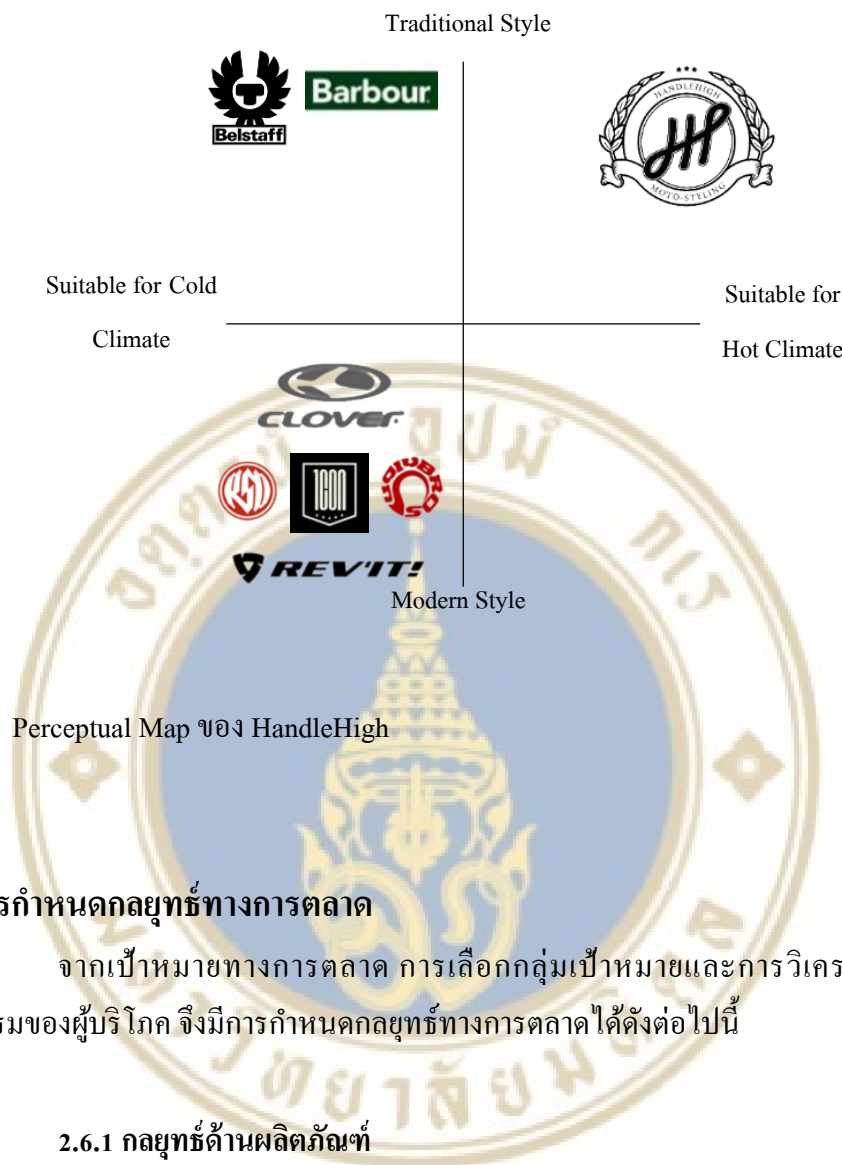 Traditional Style
Belstaff
Barbour
HANDLEHIGH
HH
MOTO-STYLING
Suitable for Cold
Climate
Suitable for
Hot Climate
CLOVER
RSD
ICON
REV'IT!
Modern Style
Perceptual Map ของ HandleHigh
รกำหนดกลยุทธ์ทางการตลาด
จากเป้าหมายทางการตลาด การเลือกกลุ่มเป้าหมายและการวิเคร
รมของผู้บริโภค จึงมีการกำหนดกลยุทธ์ทางการตลาดได้ดังต่อไปนี้
2.6.1 กลยุทธ์ด้านผลิตภัณฑ์